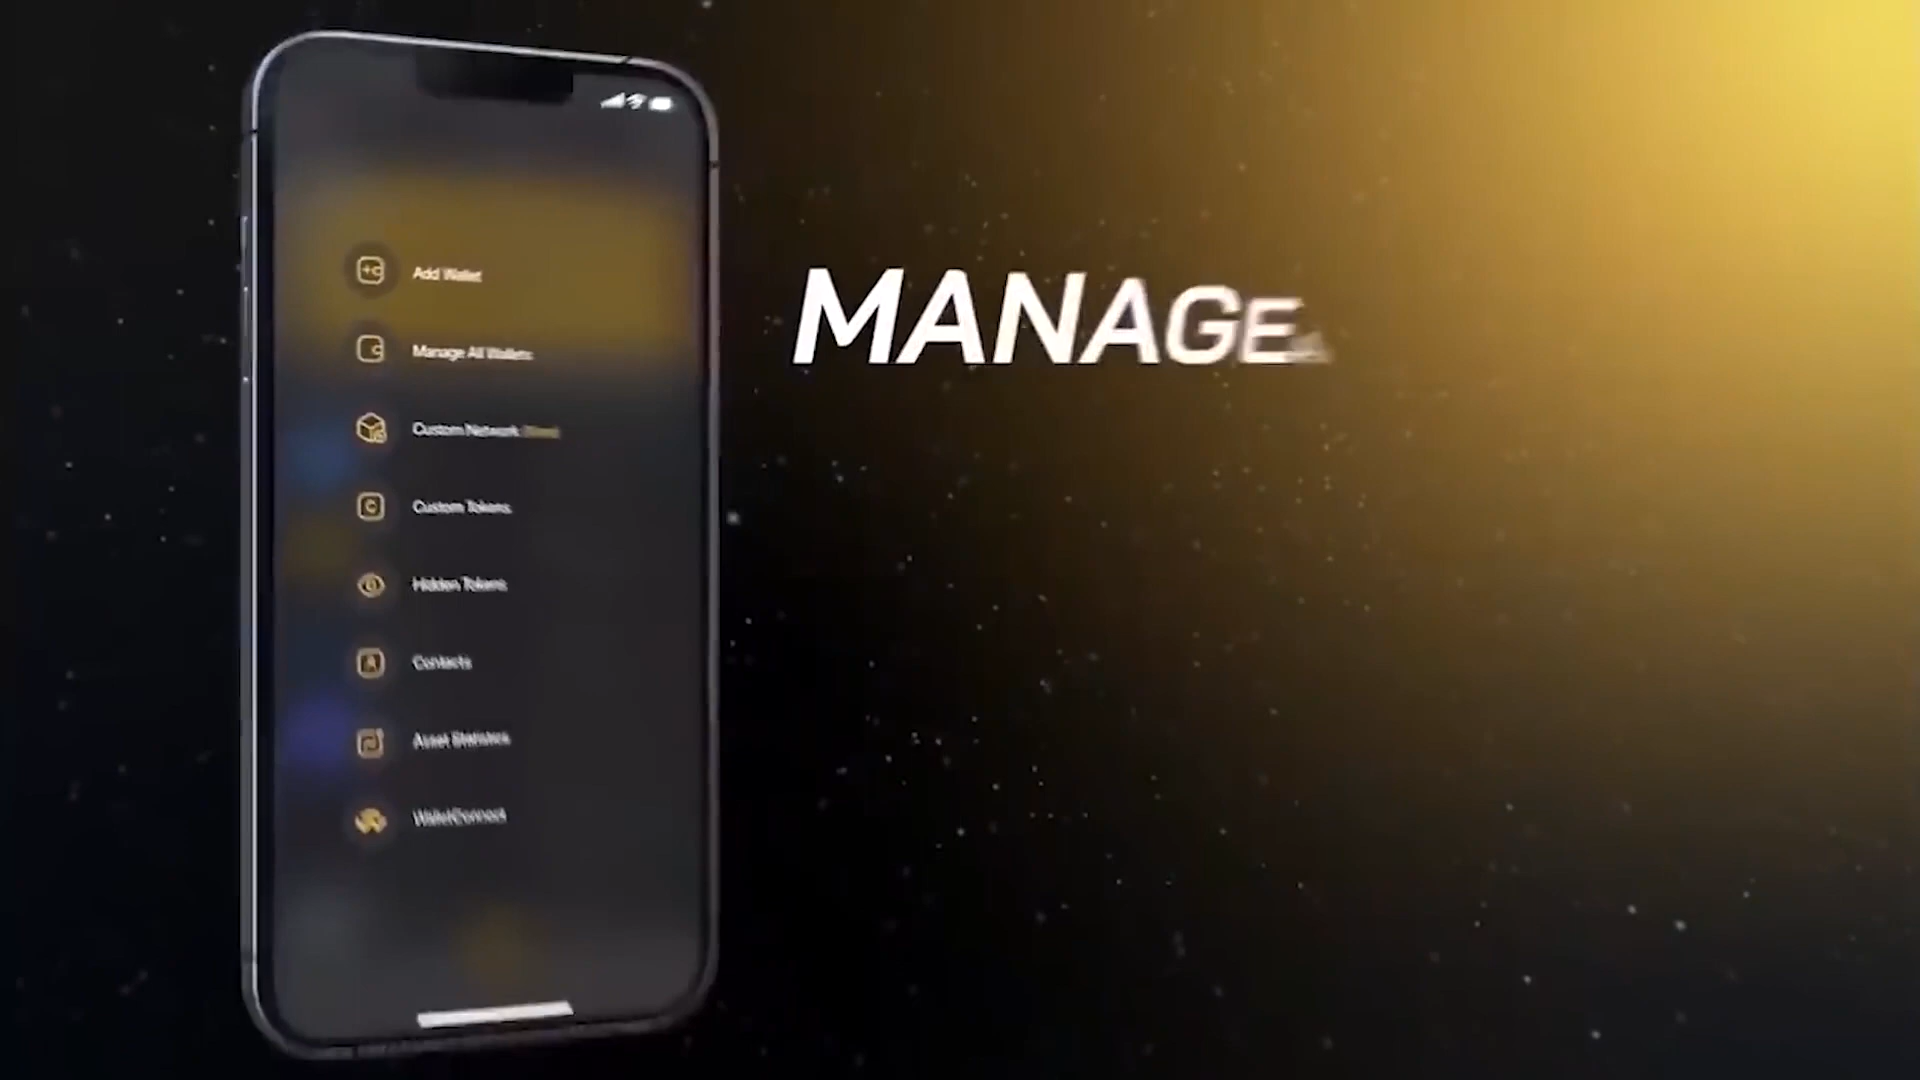 MANAGE
Add Wallet
Manage All Wallets
Custom Network
Custom Tokens
Hidden Tokens
Contacts
Asset Statistics
WalletConnect